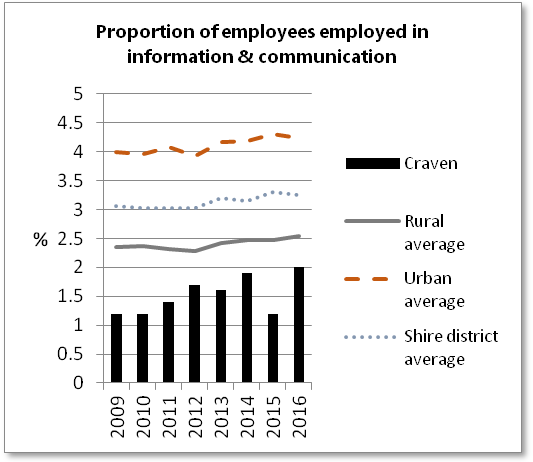 Proportion of employees employed in
information & communication
5
4.5
4
3.5
3
2.5
2
1.5
1
0.5
0
%
2009
2010
2011
2012
2013
2014
2015
2016
Craven
Rural
average
Urban
average
Shire district
average